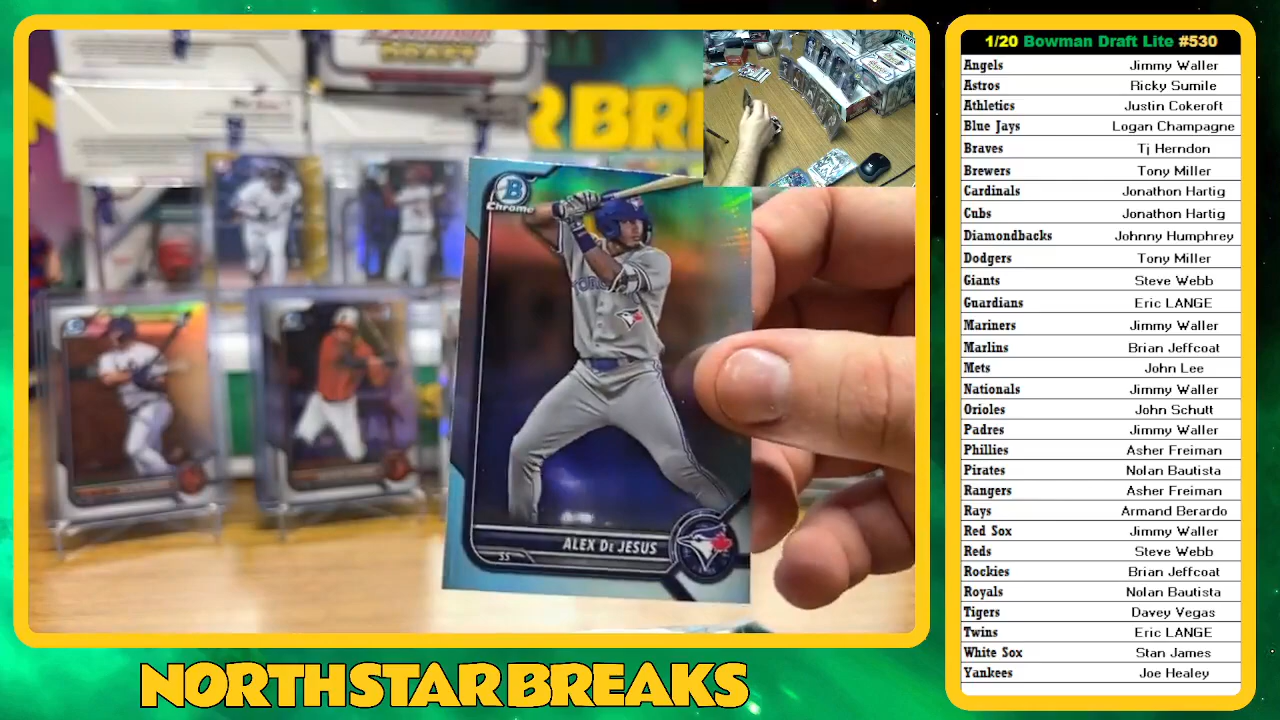 DRAFT
BR
B
Chrome
TORO
ALEX De JESUS
SS
NORTHSTAR BREAKS
1/20 Bowman Draft Lite #530
Angels Jimmy Waller
Astros Ricky Sumile
Athletics Justin Cokeroft
Blue Jays Logan Champagne
Braves Tj Herndon
Brewers Tony Miller
Cardinals Jonathon Hartig
Cubs Jonathon Hartig
Diamondbacks Johnny Humphrey
Dodgers Tony Miller
Giants Steve Webb
Guardians Eric LANGE
Mariners Jimmy Waller
Marlins Brian Jeffcoat
Mets John Lee
Nationals Jimmy Waller
Orioles John Schutt
Padres Jimmy Waller
Phillies Asher Freiman
Pirates Nolan Bautista
Rangers Asher Freiman
Rays Armand Berardo
Red Sox Jimmy Waller
Reds Steve Webb
Rockies Brian Jeffcoat
Royals Nolan Bautista
Tigers Davey Vegas
Twins Eric LANGE
White Sox Stan James
Yankees Joe Healey